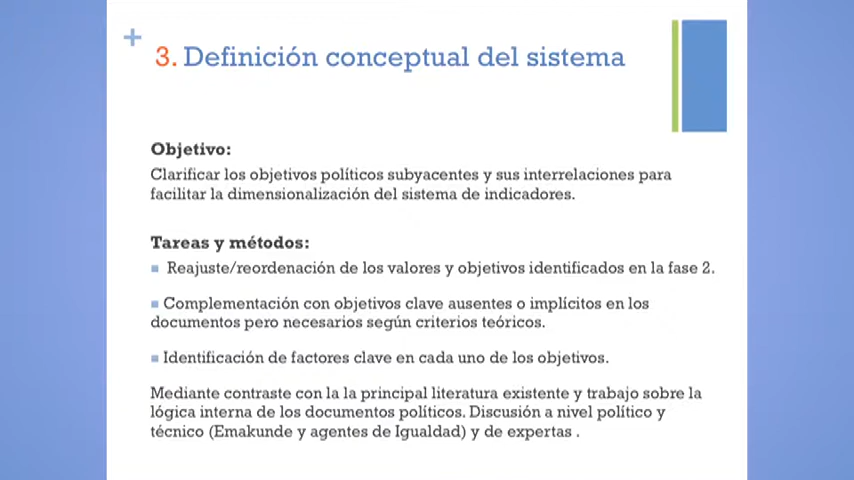 +
3. Definición conceptual del sistema
Objetivo:
Clarificar los objetivos políticos subyacentes y sus interrelaciones para
facilitar la dimensionalización del sistema de indicadores.
Tareas y métodos:
Reajuste/reordenación de los valores y objetivos identificados en la fase 2.
Complementación con objetivos clave ausentes o implícitos en los
documentos pero necesarios según criterios teóricos.
Identificación de factores clave en cada uno de los objetivos.
Mediante contraste con la la principal literatura existente y trabajo sobre la
lógica interna de los documentos políticos. Discusión a nivel político y
técnico (Emakunde y agentes de Igualdad) y de expertas .